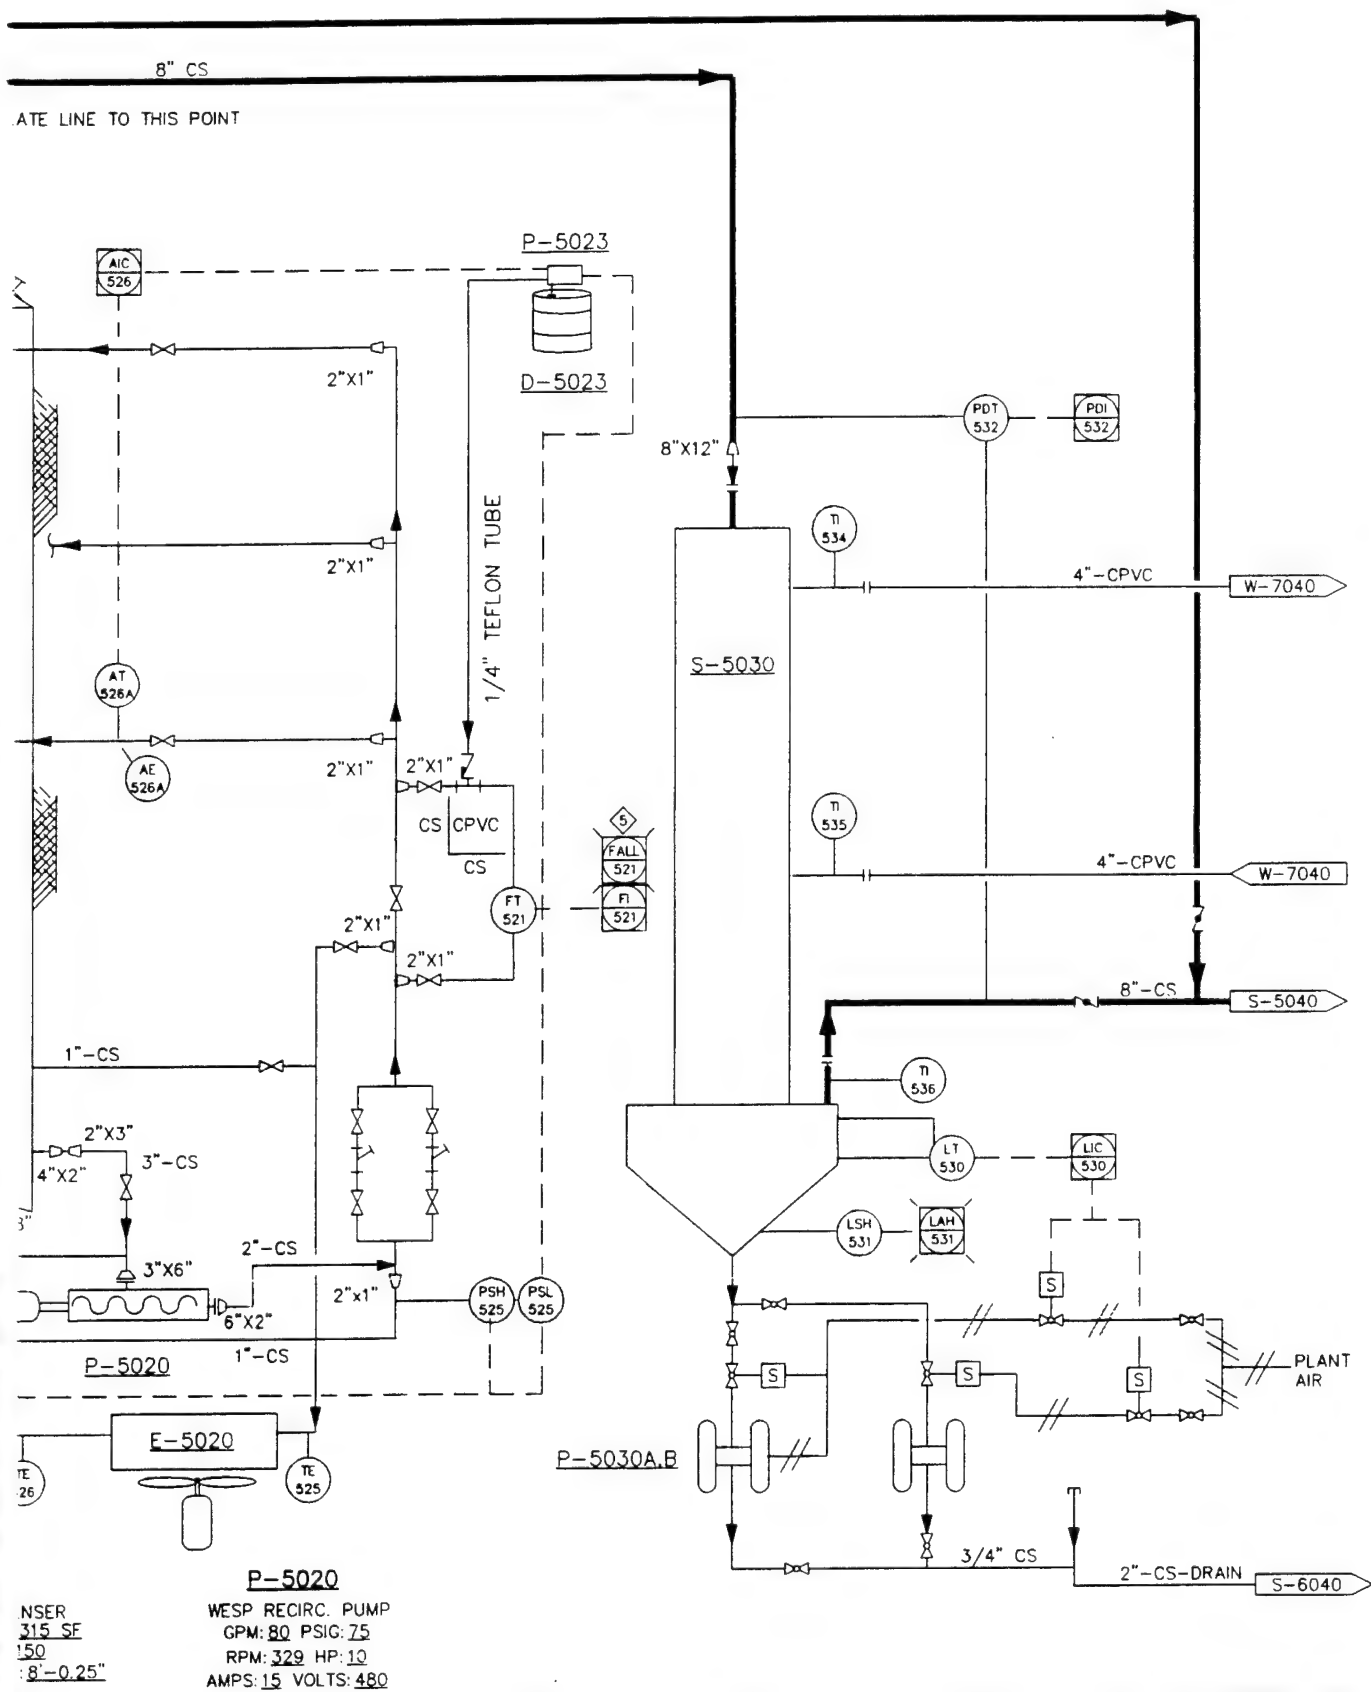 8" CS
ATE LINE TO THIS POINT
P-5023
AIC
526
D-5023
2"X1"
PDT
532
PDI
532
8"X12"
1/4" TEFLON TUBE
TI
534
2"X1"
4"-CPVC
W-7040
S-5030
AT
526A
AE
526A
2"X1"
2"X1"
CS
CPVC
CS
5
FALL
521
FI
521
TI
535
4"-CPVC
W-7040
FT
521
2"X1"
2"X1"
8"-CS
S-5040
1"-CS
TI
536
2"X3"
4"X2"
3"-CS
LT
530
LIC
530
3"
LSH
531
LAH
531
2"-CS
3"X6"
6"X2"
2"x1"
PSH
525
PSL
525
S
1"-CS
P-5020
S
S
S
PLANT
AIR
E-5020
P-5030A,B
TE
26
TE
525
3/4" CS
2"-CS-DRAIN
S-6040
P-5020
NSER
315 SF
150
: 8'-0.25"
WESP RECIRC. PUMP
GPM: 80 PSIG: 75
RPM: 329 HP: 10
AMPS: 15 VOLTS: 480